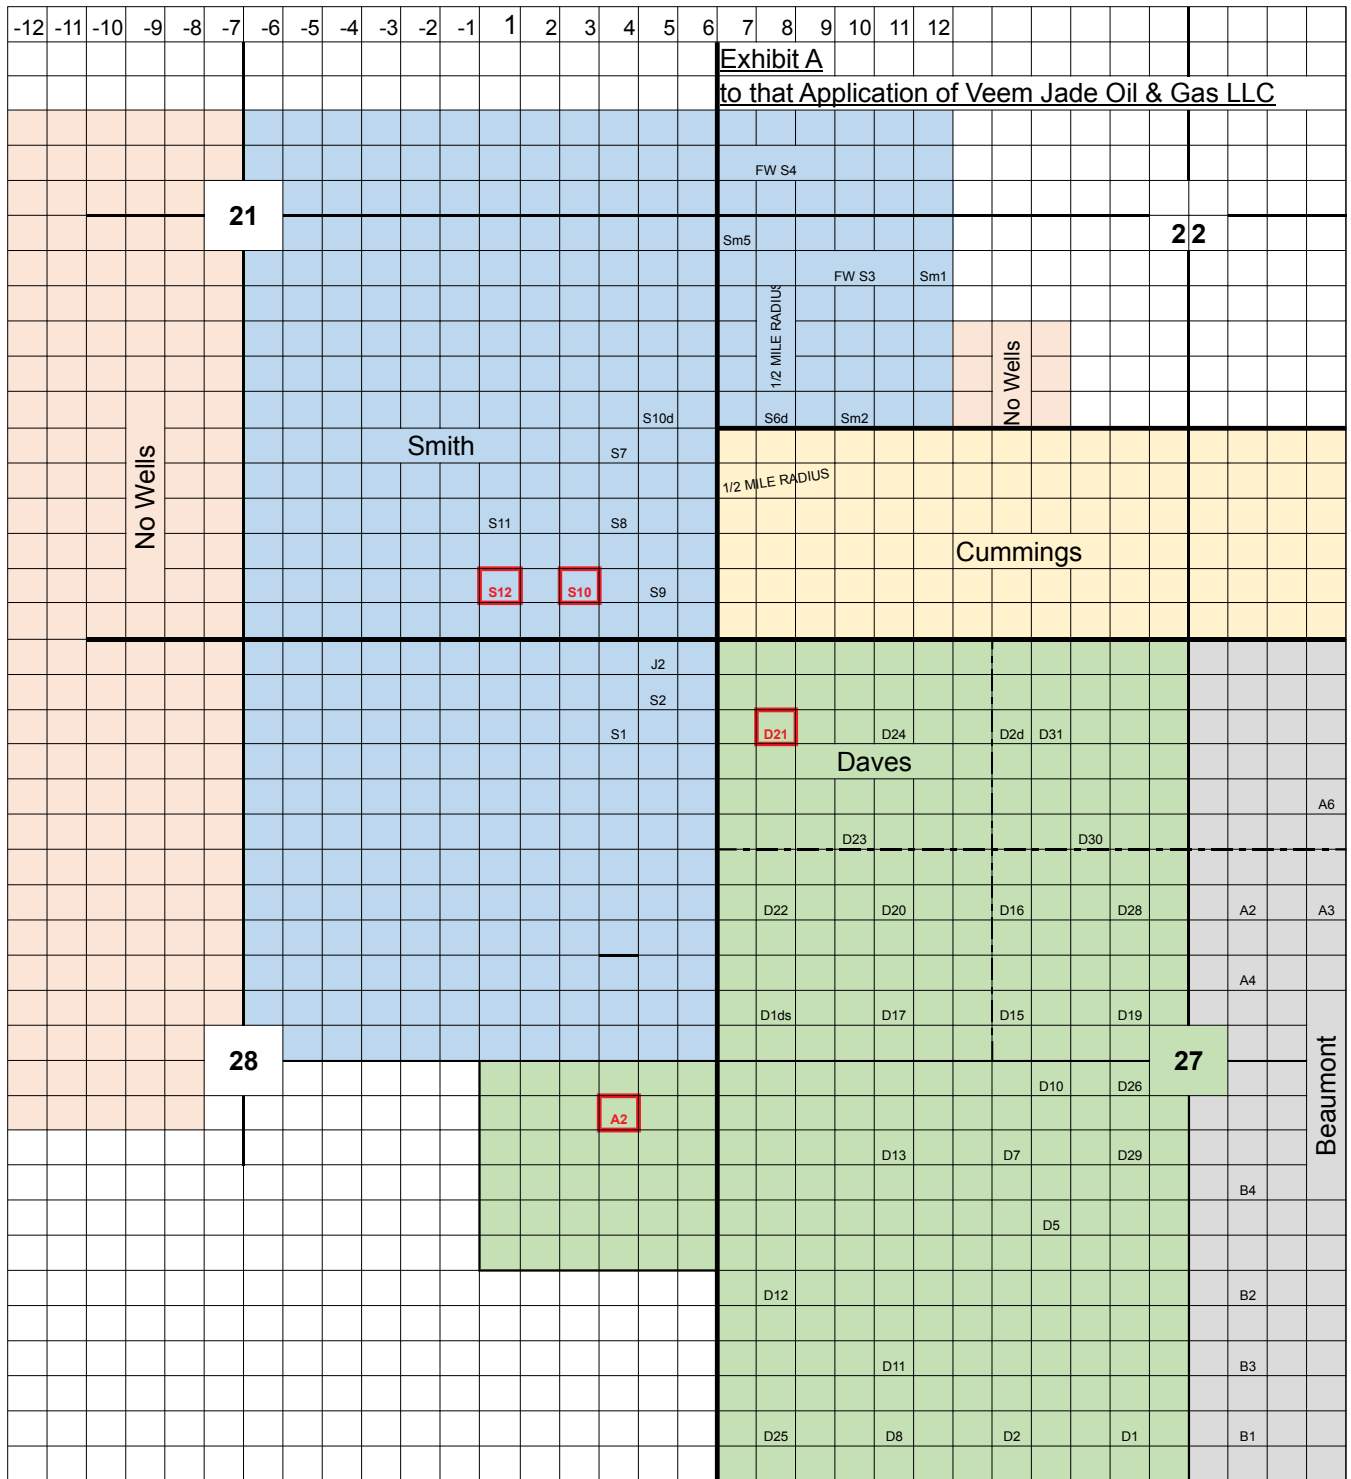 -12 -11 -10 -9 -8 -7 -6 -5 -4 -3 -2 -1 1 2 3 4 5 6 7 8 9 10 11 12
Exhibit A
to that Application of Veem Jade Oil & Gas LLC
FW S4
21
22
Sm5
FW S3 Sm1
1/2 MILE RADIUS
No Wells
S10d S6d Sm2
Smith
S7
1/2 MILE RADIUS
No Wells
S11 S8
Cummings
S12 S10 S9
J2
S2
S1 D21 D24 D2d D31
Daves
A6
D23 D30
D22 D20 D16 D28 A2 A3
A4
D1ds D17 D15 D19
28
27
Beaumont
D10 D26
A2
D13 D7 D29
B4
D5
D12 B2
D11 B3
D25 D8 D2 D1 B1